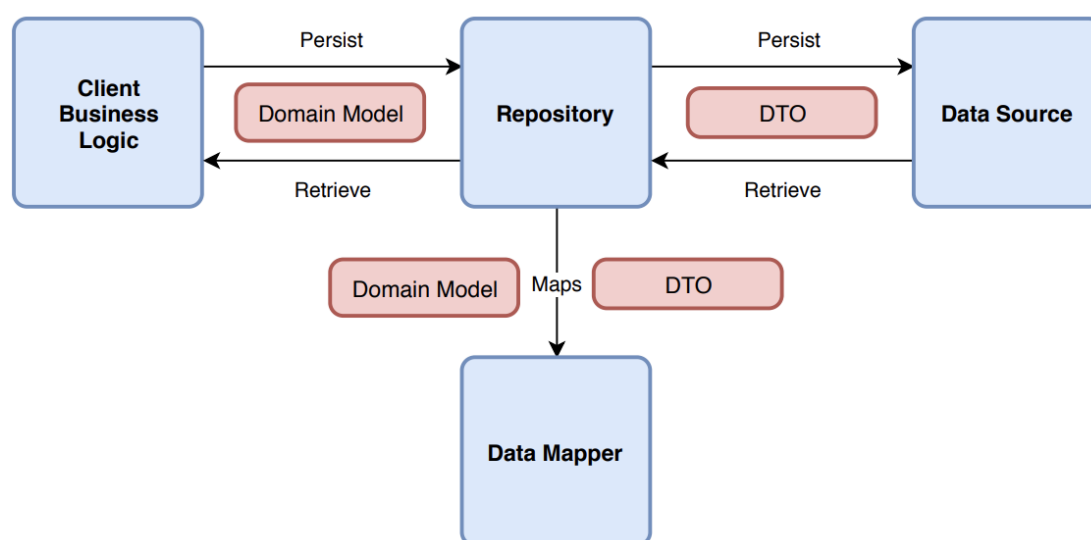 Persist
Persist
Client
Business
Logic
Domain Model
Repository
DTO
Data Source
Retrieve
Retrieve
Domain Model
Maps
DTO
Data Mapper